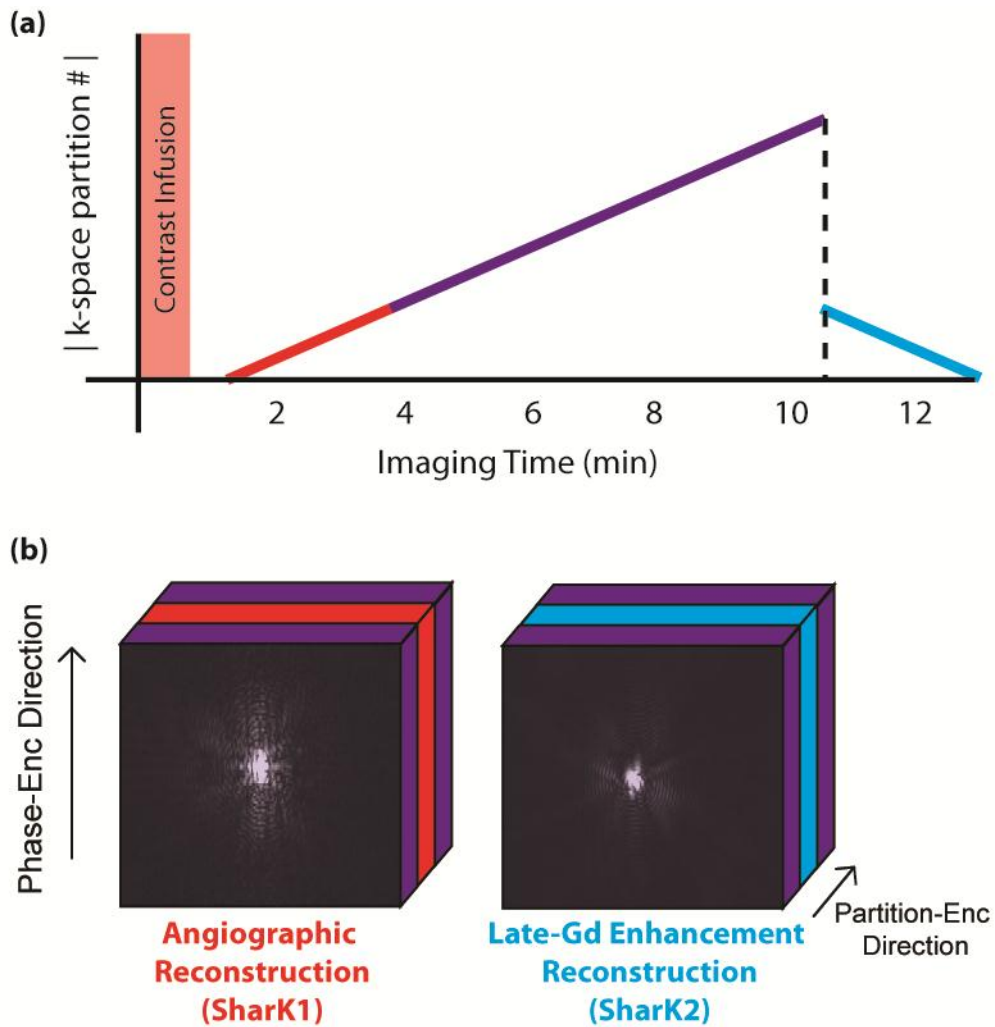 (a)
| k-space partition # |
Contrast Infusion
2 4 6 8 10 12
Imaging Time (min)
(b)
Phase-Enc Direction
Angiographic
Reconstruction
(SharK1)
Late-Gd Enhancement
Reconstruction
(SharK2)
Partition-Enc
Direction